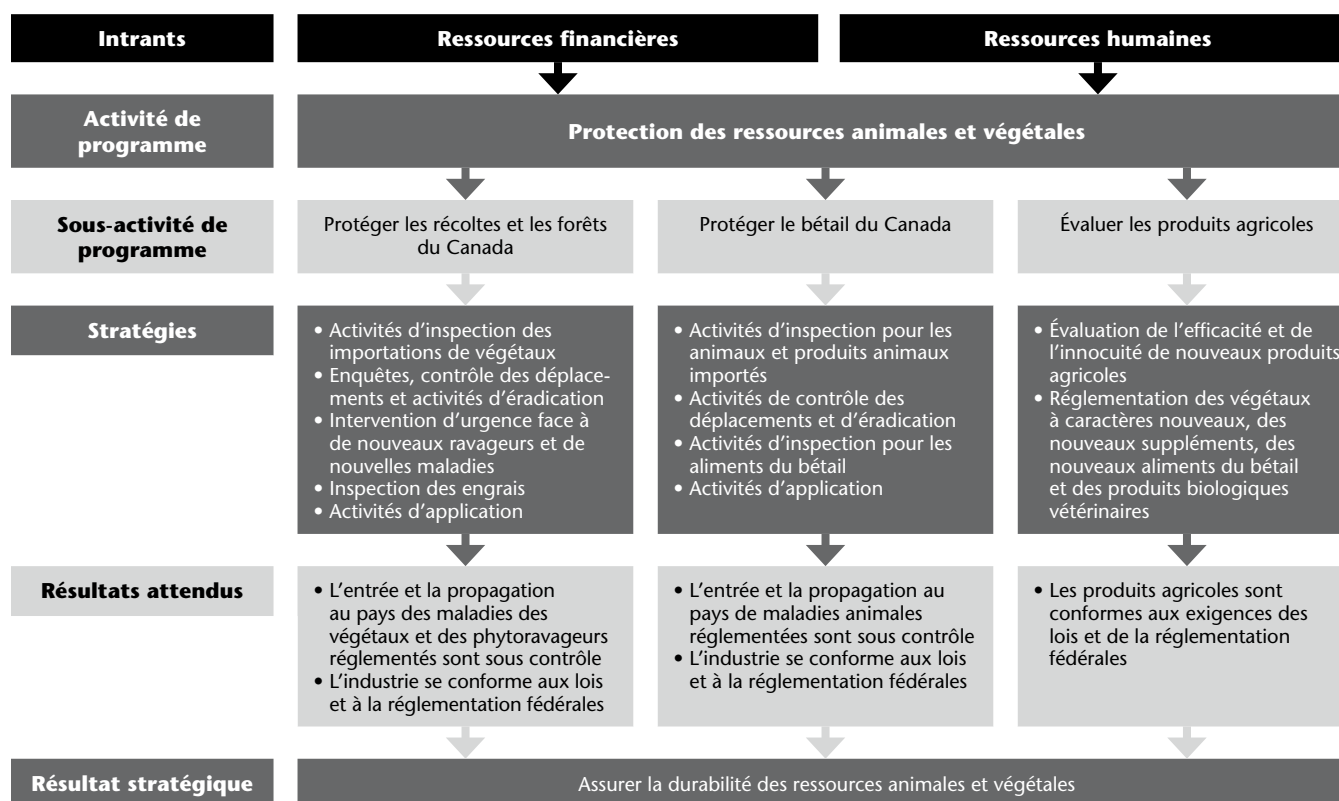 Intrants
Ressources financières
Ressources humaines
Activité de
programme
Protection des ressources animales et végétales
Sous-activité de
programme
Protéger les récoltes et les forêts
du Canada
Protéger le bétail du Canada
Évaluer les produits agricoles
Stratégies
• Activités d’inspection des
importations de végétaux
• Enquêtes, contrôle des déplace-
ments et activités d’éradication
• Intervention d’urgence face à
de nouveaux ravageurs et de
nouvelles maladies
• Inspection des engrais
• Activités d’application
• Activités d’inspection pour les
animaux et produits animaux
importés
• Activités de contrôle des
déplacements et d’éradication
• Activités d’inspection pour les
aliments du bétail
• Activités d’application
• Évaluation de l’efficacité et de
l’innocuité de nouveaux produits
agricoles
• Réglementation des végétaux
à caractères nouveaux, des
nouveaux suppléments, des
nouveaux aliments du bétail
et des produits biologiques
vétérinaires
Résultats attendus
• L’entrée et la propagation
au pays des maladies des
végétaux et des phytoravageurs
réglementés sont sous contrôle
• L’industrie se conforme aux lois
et à la réglementation fédérales
• L’entrée et la propagation au
pays de maladies animales
réglementées sont sous contrôle
• L’industrie se conforme aux lois
et à la réglementation fédérales
• Les produits agricoles sont
conformes aux exigences des
lois et de la réglementation
fédérales
Résultat stratégique
Assurer la durabilité des ressources animales et végétales